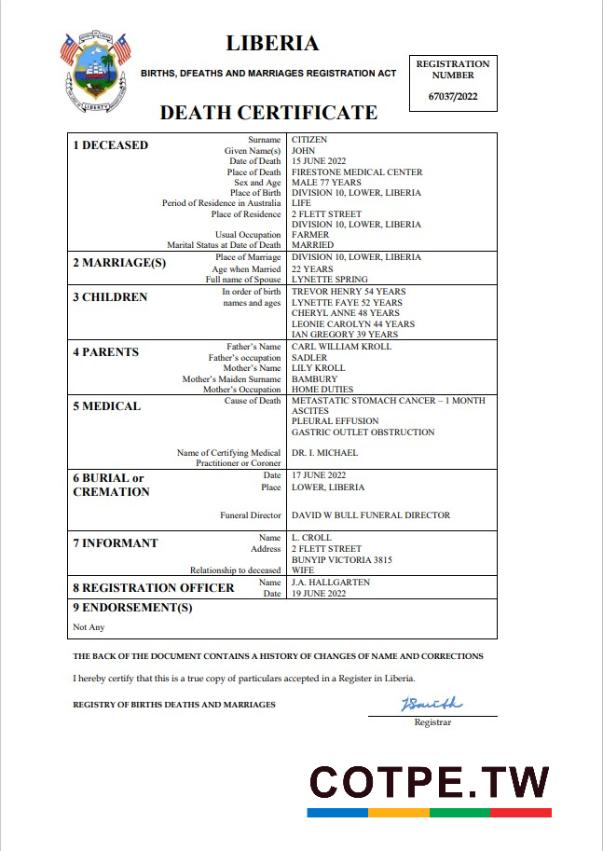 LIBERIA
BIRTHS, DFEATHS AND MARRIAGES REGISTRATION ACT
REGISTRATION
NUMBER
67037/2022
DEATH CERTIFICATE
1 DECEASED
Surname CITIZEN
Given Name(s) JOHN
Date of Death 15 JUNE 2022
Place of Death FIRESTONE MEDICAL CENTER
Sex and Age MALE 77 YEARS
Place of Birth DIVISION 10, LOWER, LIBERIA
Period of Residence in Australia LIFE
Place of Residence 2 FLETT STREET
DIVISION 10, LOWER, LIBERIA
Usual Occupation FARMER
Marital Status at Date of Death MARRIED
2 MARRIAGE(S)
Place of Marriage DIVISION 10, LOWER, LIBERIA
Age when Married 22 YEARS
Full name of Spouse LYNETTE SPRING
3 CHILDREN
In order of birth TREVOR HENRY 54 YEARS
names and ages LYNETTE FAYE 52 YEARS
CHERYL ANNE 48 YEARS
LEONIE CAROLYN 44 YEARS
IAN GREGORY 39 YEARS
4 PARENTS
Father's Name CARL WILLIAM KROLL
Father's occupation SADLER
Mother's Name LILY KROLL
Mother's Maiden Surname BAMBURY
Mother's Occupation HOME DUTIES
5 MEDICAL
Cause of Death METASTATIC STOMACH CANCER – 1 MONTH
ASCITES
PLEURAL EFFUSION
GASTRIC OUTLET OBSTRUCTION
Name of Certifying Medical DR. I. MICHAEL
Practitioner or Coroner
6 BURIAL or
CREMATION
Date 17 JUNE 2022
Place LOWER, LIBERIA
Funeral Director DAVID W BULL FUNERAL DIRECTOR
7 INFORMANT
Name L. CROLL
Address 2 FLETT STREET
BUNYIP VICTORIA 3815
Relationship to deceased WIFE
8 REGISTRATION OFFICER
Name J.A. HALLGARTEN
Date 19 JUNE 2022
9 ENDORSEMENT(S)
Not Any
THE BACK OF THE DOCUMENT CONTAINS A HISTORY OF CHANGES OF NAME AND CORRECTIONS
I hereby certify that this is a true copy of particulars accepted in a Register in Liberia.
REGISTRY OF BIRTHS DEATHS AND MARRIAGES
Registrar
COTPE.TW